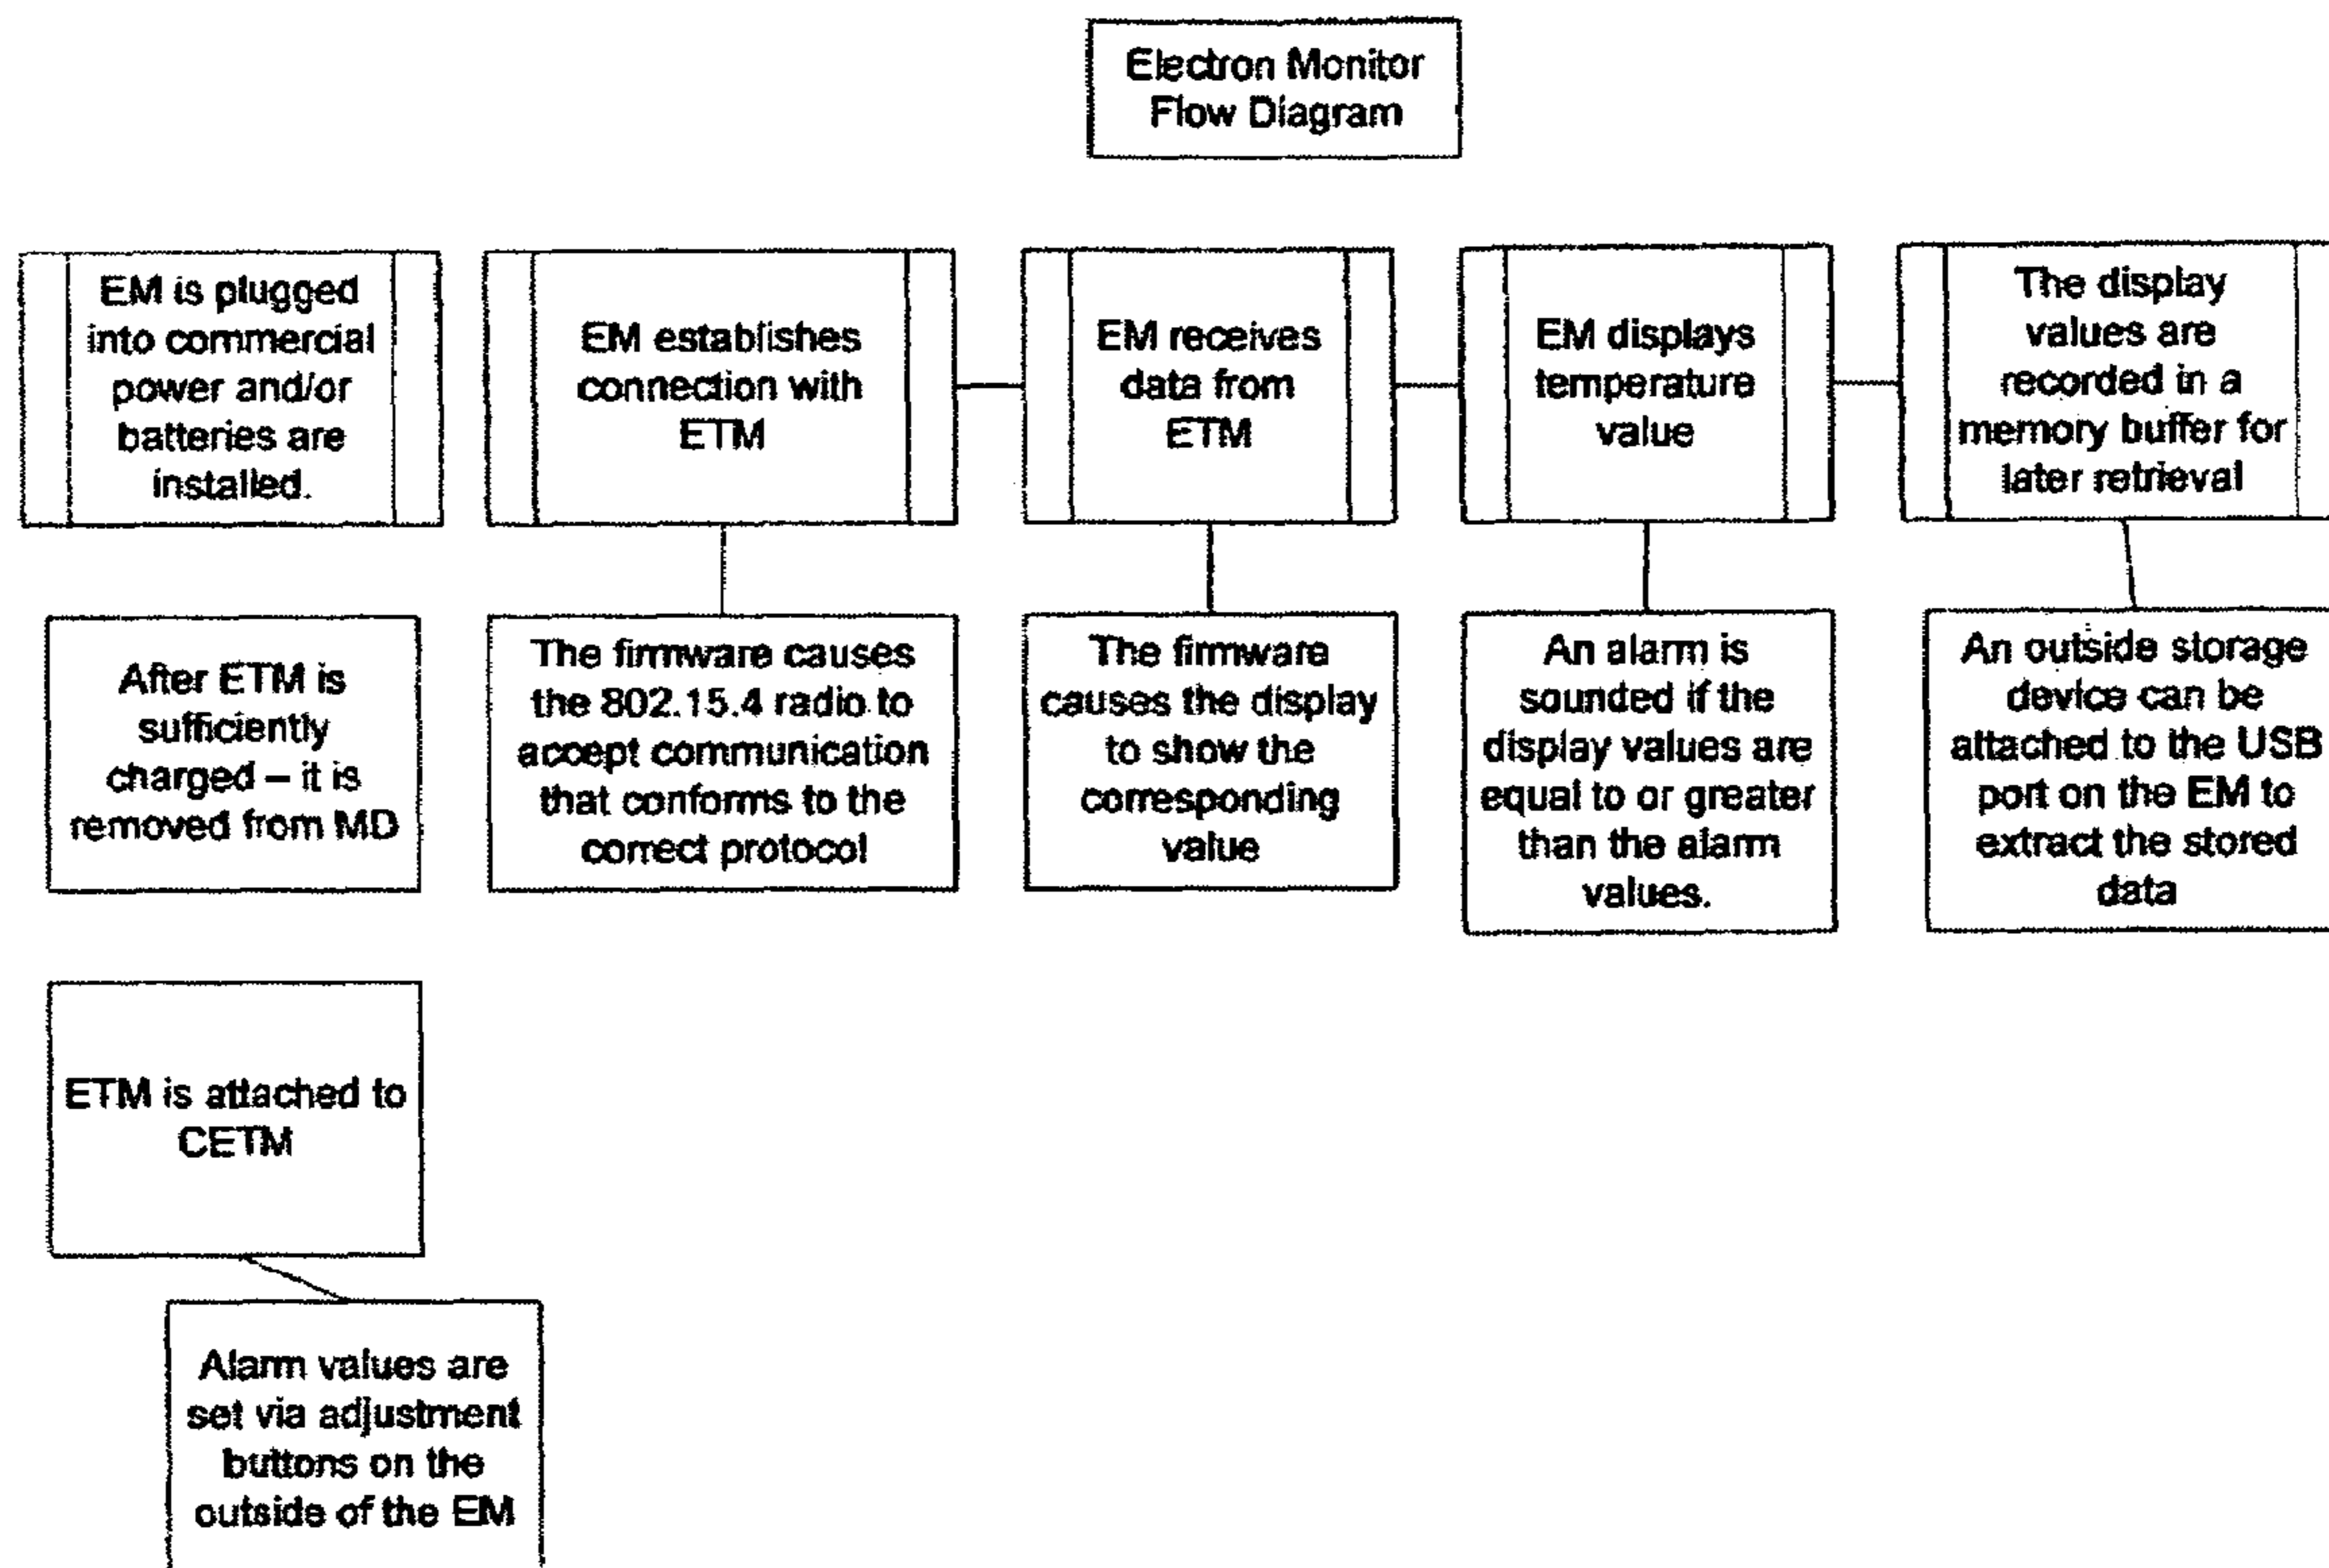 Electron Monitor
Flow Diagram
EM is plugged
into commercial
power and/or
batteries are
installed.
EM establishes
connection with
ETM
EM receives
data from
ETM
EM displays
temperature
value
The display
values are
recorded in a
memory buffer for
later retrieval
After ETM is
sufficiently
charged – it is
removed from MD
The firmware causes
the 802.15.4 radio to
accept communication
that conforms to the
correct protocol
The firmware
causes the display
to show the
corresponding
value
An alarm is
sounded if the
display values are
equal to or greater
than the alarm
values.
An outside storage
device can be
attached to the USB
port on the EM to
extract the stored
data
ETM is attached to
CETM
Alarm values are
set via adjustment
buttons on the
outside of the EM